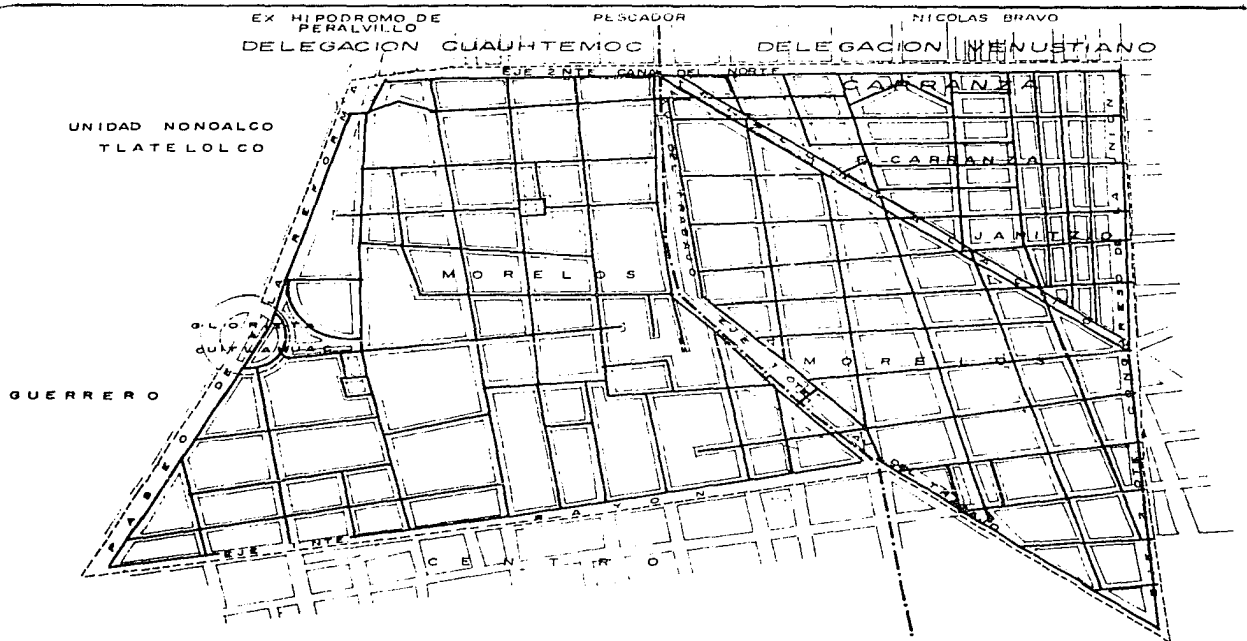 EX HIPODROMO DE
PERALVILLO
PESCADOR
NICOLAS BRAVO
DELEGACION CUAUHTEMOC
DELEGACION VENUSTIANO
CARRANZA
EJE 2 NTE CANAL DEL NORTE
UNIDAD NONOALCO
TLATELOLCO
PASEO DE LA REFORMA
CARRANZA
JANITZIO
MORELOS
GLORIETA
CUITLAHUAC
EJE 1 OTE
MORELOS
GUERRERO
DEL TRABAJO
EJE 1 NTE
RAYON
CENTRO